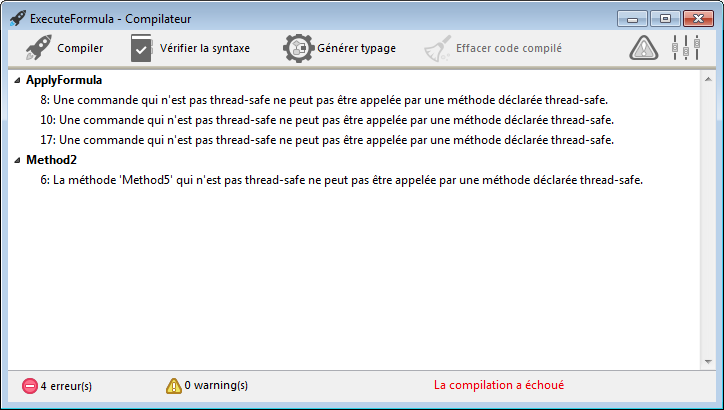 ExecuteFormula - Compilateur
Compiler Vérifier la syntaxe Générer typage Effacer code compilé
ApplyFormula
8: Une commande qui n'est pas thread-safe ne peut pas être appelée par une méthode déclarée thread-safe.
10: Une commande qui n'est pas thread-safe ne peut pas être appelée par une méthode déclarée thread-safe.
17: Une commande qui n'est pas thread-safe ne peut pas être appelée par une méthode déclarée thread-safe.
Method2
6: La méthode 'Method5' qui n'est pas thread-safe ne peut pas être appelée par une méthode déclarée thread-safe.
4 erreur(s) 0 warning(s) La compilation a échoué